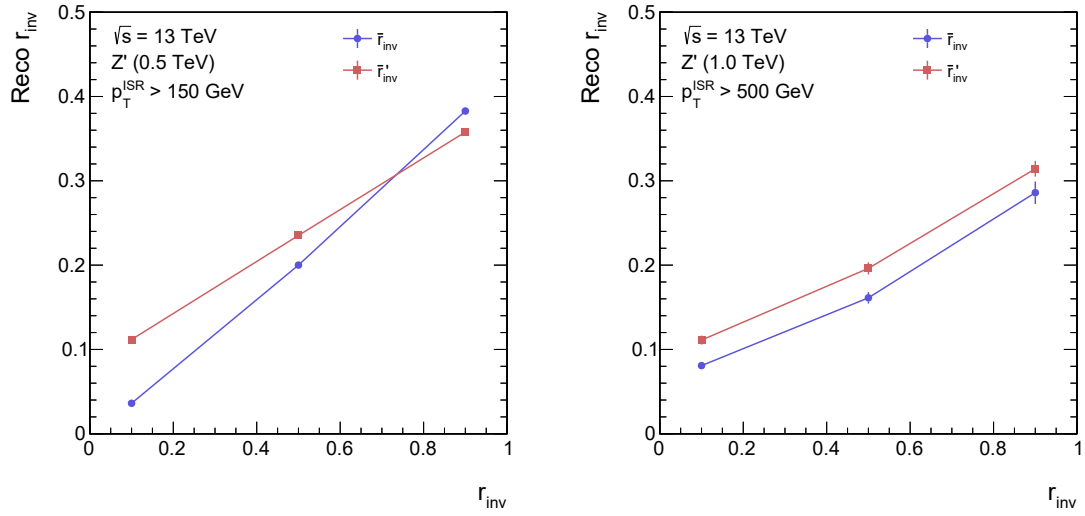 Reco r_inv
0.5
0.4
0.3
0.2
0.1
0
0 0.2 0.4 0.6 0.8 1
r_inv
√s = 13 TeV
Z' (0.5 TeV)
p_T^ISR > 150 GeV
r̄_inv
r̄'_inv
Reco r_inv
0.5
0.4
0.3
0.2
0.1
0
0 0.2 0.4 0.6 0.8 1
r_inv
√s = 13 TeV
Z' (1.0 TeV)
p_T^ISR > 500 GeV
r̄_inv
r̄'_inv